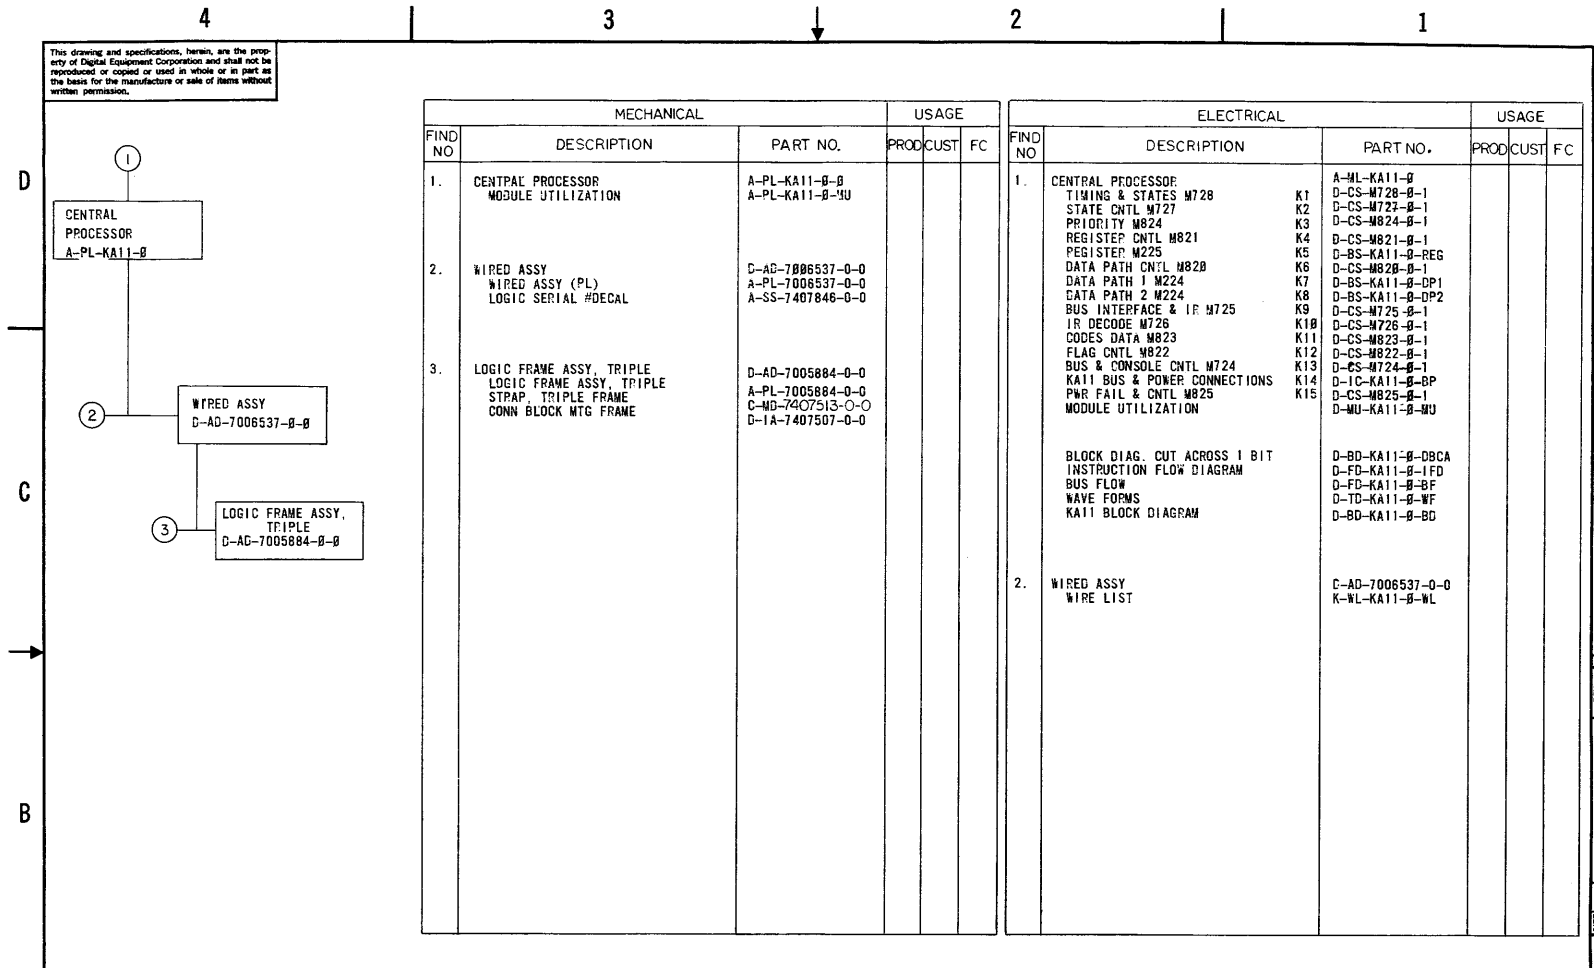 4 3 2 1
This drawing and specifications, herein, are the prop-
erty of Digital Equipment Corporation and shall not be
reproduced or copied or used in whole or in part as
the basis for the manufacture or sale of items without
written permission.
D
C
B
1
CENTRAL
PROCESSOR
A-PL-KA11-Ø
2
WIRED ASSY
D-AD-7006537-Ø-Ø
3
LOGIC FRAME ASSY,
TRIPLE
D-AD-7005884-Ø-Ø
MECHANICAL USAGE
FIND NO DESCRIPTION PART NO. PROD CUST FC
1. CENTRAL PROCESSOR A-PL-KA11-Ø-Ø
MODULE UTILIZATION A-PL-KA11-Ø-MU
2. WIRED ASSY D-AD-7006537-0-0
WIRED ASSY (PL) A-PL-7006537-0-0
LOGIC SERIAL #DECAL A-SS-7407846-0-0
3. LOGIC FRAME ASSY, TRIPLE D-AD-7005884-0-0
LOGIC FRAME ASSY, TRIPLE A-PL-7005884-0-0
STRAP, TRIPLE FRAME C-MD-7407513-0-0
CONN BLOCK MTG FRAME D-IA-7407507-0-0
ELECTRICAL USAGE
FIND NO DESCRIPTION PART NO. PROD CUST FC
1. CENTRAL PROCESSOR A-ML-KA11-Ø
TIMING & STATES M728 K1 D-CS-M728-Ø-1
STATE CNTL M727 K2 D-CS-M727-Ø-1
PRIORITY M824 K3 D-CS-M824-Ø-1
REGISTER CNTL M821 K4 D-CS-M821-Ø-1
REGISTER M225 K5 D-BS-KA11-Ø-REG
DATA PATH CNTL M82Ø K6 D-CS-M82Ø-Ø-1
DATA PATH 1 M224 K7 D-BS-KA11-Ø-DP1
DATA PATH 2 M224 K8 D-BS-KA11-Ø-DP2
BUS INTERFACE & IR M725 K9 D-CS-M725-Ø-1
IR DECODE M726 K1Ø D-CS-M726-Ø-1
CODES DATA M823 K11 D-CS-M823-Ø-1
FLAG CNTL M822 K12 D-CS-M822-Ø-1
BUS & CONSOLE CNTL M724 K13 D-CS-M724-Ø-1
KA11 BUS & POWER CONNECTIONS K14 D-IC-KA11-Ø-BP
PWR FAIL & CNTL M825 K15 D-CS-M825-Ø-1
MODULE UTILIZATION D-MU-KA11-Ø-MU
BLOCK DIAG. CUT ACROSS 1 BIT D-BD-KA11-Ø-DBCA
INSTRUCTION FLOW DIAGRAM D-FD-KA11-Ø-IFD
BUS FLOW D-FD-KA11-Ø-BF
WAVE FORMS D-TD-KA11-Ø-WF
KA11 BLOCK DIAGRAM D-BD-KA11-Ø-BD
2. WIRED ASSY D-AD-7006537-0-0
WIRE LIST K-WL-KA11-Ø-WL